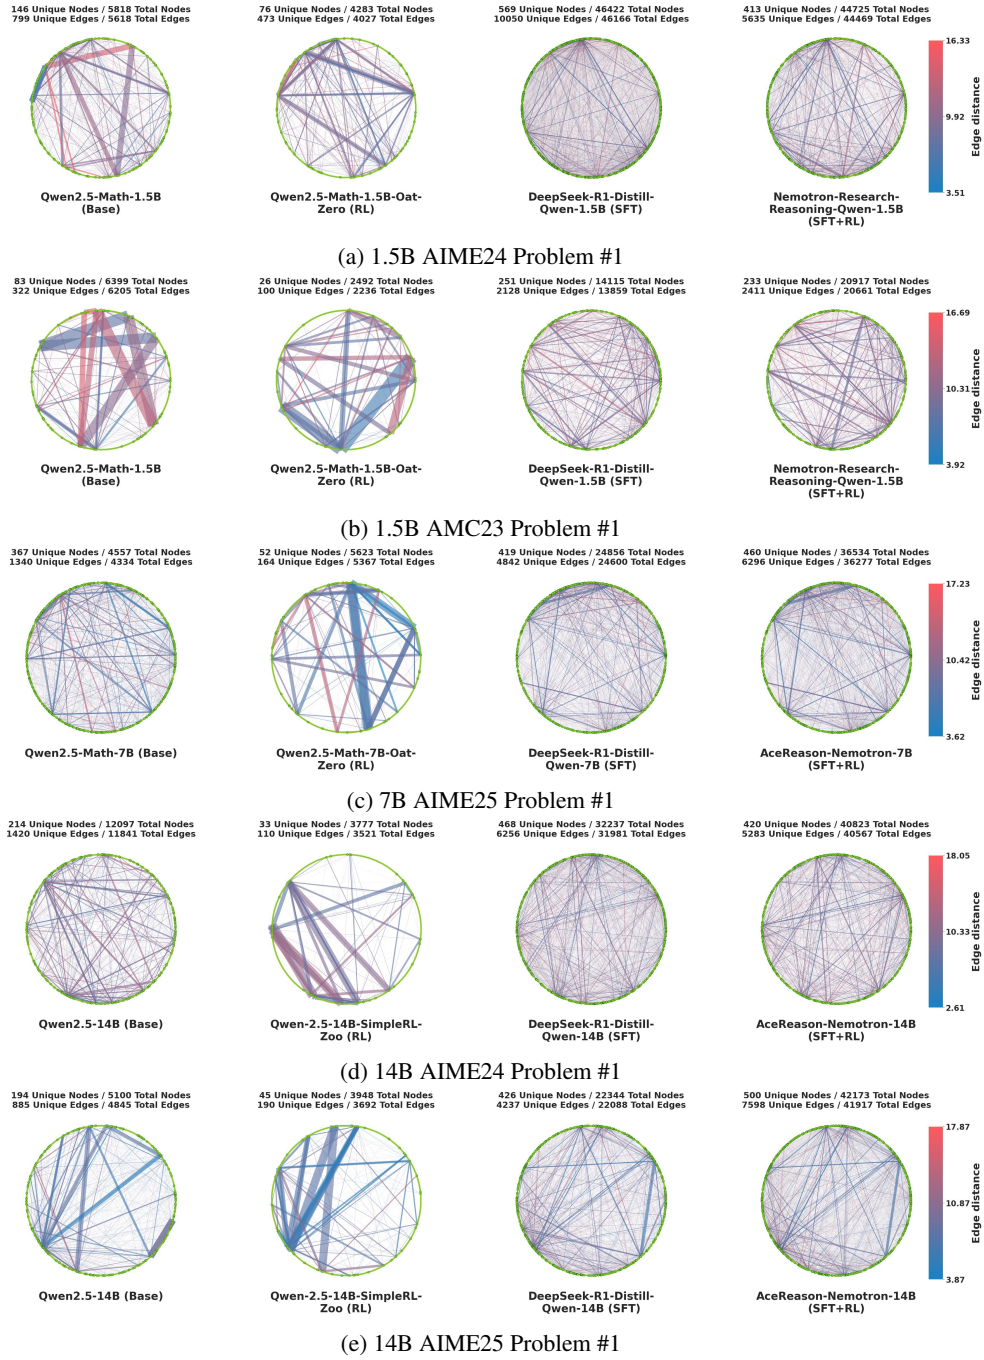 146 Unique Nodes / 5818 Total Nodes
799 Unique Edges / 5618 Total Edges
76 Unique Nodes / 4283 Total Nodes
473 Unique Edges / 4027 Total Edges
569 Unique Nodes / 46422 Total Nodes
10050 Unique Edges / 46166 Total Edges
413 Unique Nodes / 44725 Total Nodes
5635 Unique Edges / 44469 Total Edges
16.33
9.92
3.51
Edge distance
Qwen2.5-Math-1.5B
(Base)
Qwen2.5-Math-1.5B-Oat-
Zero (RL)
DeepSeek-R1-Distill-
Qwen-1.5B (SFT)
Nemotron-Research-
Reasoning-Qwen-1.5B
(SFT+RL)
(a) 1.5B AIME24 Problem #1
83 Unique Nodes / 6399 Total Nodes
322 Unique Edges / 6205 Total Edges
26 Unique Nodes / 2492 Total Nodes
100 Unique Edges / 2236 Total Edges
251 Unique Nodes / 14115 Total Nodes
2128 Unique Edges / 13859 Total Edges
233 Unique Nodes / 20917 Total Nodes
2411 Unique Edges / 20661 Total Edges
16.69
10.31
3.92
Edge distance
Qwen2.5-Math-1.5B
(Base)
Qwen2.5-Math-1.5B-Oat-
Zero (RL)
DeepSeek-R1-Distill-
Qwen-1.5B (SFT)
Nemotron-Research-
Reasoning-Qwen-1.5B
(SFT+RL)
(b) 1.5B AMC23 Problem #1
367 Unique Nodes / 4557 Total Nodes
1340 Unique Edges / 4334 Total Edges
52 Unique Nodes / 5623 Total Nodes
164 Unique Edges / 5367 Total Edges
419 Unique Nodes / 24856 Total Nodes
4842 Unique Edges / 24600 Total Edges
460 Unique Nodes / 36534 Total Nodes
6296 Unique Edges / 36277 Total Edges
17.23
10.42
3.62
Edge distance
Qwen2.5-Math-7B (Base)
Qwen2.5-Math-7B-Oat-
Zero (RL)
DeepSeek-R1-Distill-
Qwen-7B (SFT)
AceReason-Nemotron-7B
(SFT+RL)
(c) 7B AIME25 Problem #1
214 Unique Nodes / 12097 Total Nodes
1420 Unique Edges / 11841 Total Edges
33 Unique Nodes / 3777 Total Nodes
110 Unique Edges / 3521 Total Edges
468 Unique Nodes / 32237 Total Nodes
6256 Unique Edges / 31981 Total Edges
420 Unique Nodes / 40823 Total Nodes
5283 Unique Edges / 40567 Total Edges
18.05
10.33
2.61
Edge distance
Qwen2.5-14B (Base)
Qwen-2.5-14B-SimpleRL-
Zoo (RL)
DeepSeek-R1-Distill-
Qwen-14B (SFT)
AceReason-Nemotron-14B
(SFT+RL)
(d) 14B AIME24 Problem #1
194 Unique Nodes / 5100 Total Nodes
885 Unique Edges / 4845 Total Edges
45 Unique Nodes / 3948 Total Nodes
190 Unique Edges / 3692 Total Edges
426 Unique Nodes / 22344 Total Nodes
4237 Unique Edges / 22088 Total Edges
500 Unique Nodes / 42173 Total Nodes
7598 Unique Edges / 41917 Total Edges
17.87
10.87
3.87
Edge distance
Qwen2.5-14B (Base)
Qwen-2.5-14B-SimpleRL-
Zoo (RL)
DeepSeek-R1-Distill-
Qwen-14B (SFT)
AceReason-Nemotron-14B
(SFT+RL)
(e) 14B AIME25 Problem #1